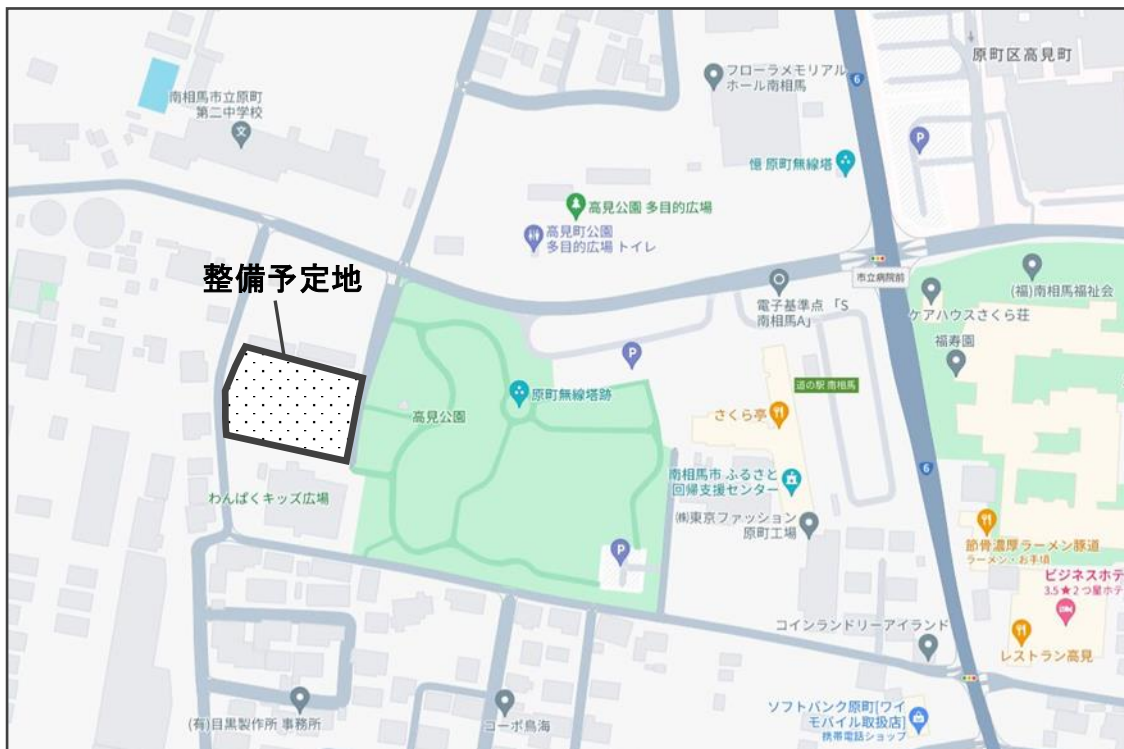 原町区高見町
フローラメモリアル
ホール南相馬
6
南相馬市立原町
第二中学校
文
P
憶 原町無線塔
高見公園 多目的広場
高見町公園
多目的広場 トイレ
整備予定地
市立病院前
(福)南相馬福祉会
電子基準点 「S
南相馬A」
ケアハウスさくら荘
福寿園
P
道の駅 南相馬
原町無線塔跡
高見公園
さくら亭
6
南相馬市 ふるさと
回帰支援センター
わんぱくキッズ広場
㈱東京ファッション
原町工場
P
節骨濃厚ラーメン豚道
ラーメン・お手頃
ビジネスホテ
3.5★2つ星ホテ
コインランドリーアイランド
レストラン高見
(有)目黒製作所 事務所
コーポ鳥海
ソフトバンク原町[ワイ
モバイル取扱店]
携帯電話ショップ